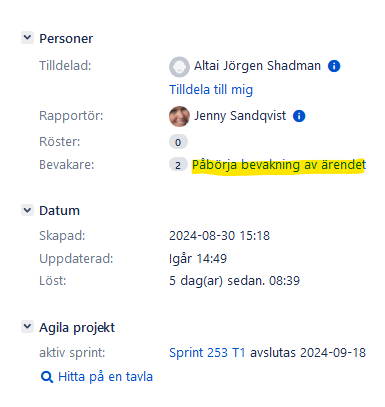 Personer
Tilldelad: Altai Jörgen Shadman
Tilldela till mig
Rapportör: Jenny Sandqvist
Röster: 0
Bevakare: 2 Påbörja bevakning av ärendet
Datum
Skapad: 2024-08-30 15:18
Uppdaterad: Igår 14:49
Löst: 5 dag(ar) sedan. 08:39
Agila projekt
aktiv sprint: Sprint 253 T1 avslutas 2024-09-18
Hitta på en tavla